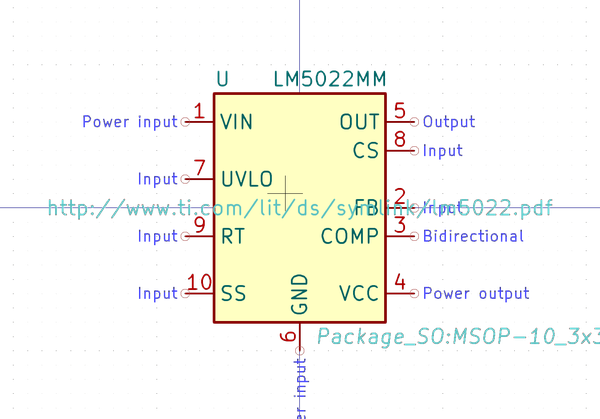 U LM5022MM
Power input 1 VIN OUT 5 Output
CS 8 Input
Input 7 UVLO
http://www.ti.com/lit/ds/symlink/lm5022.pdf
FB 2 Input
Input 9 RT COMP 3 Bidirectional
Input 10 SS GND VCC 4 Power output
6
Package_SO:MSOP-10_3x3
er input